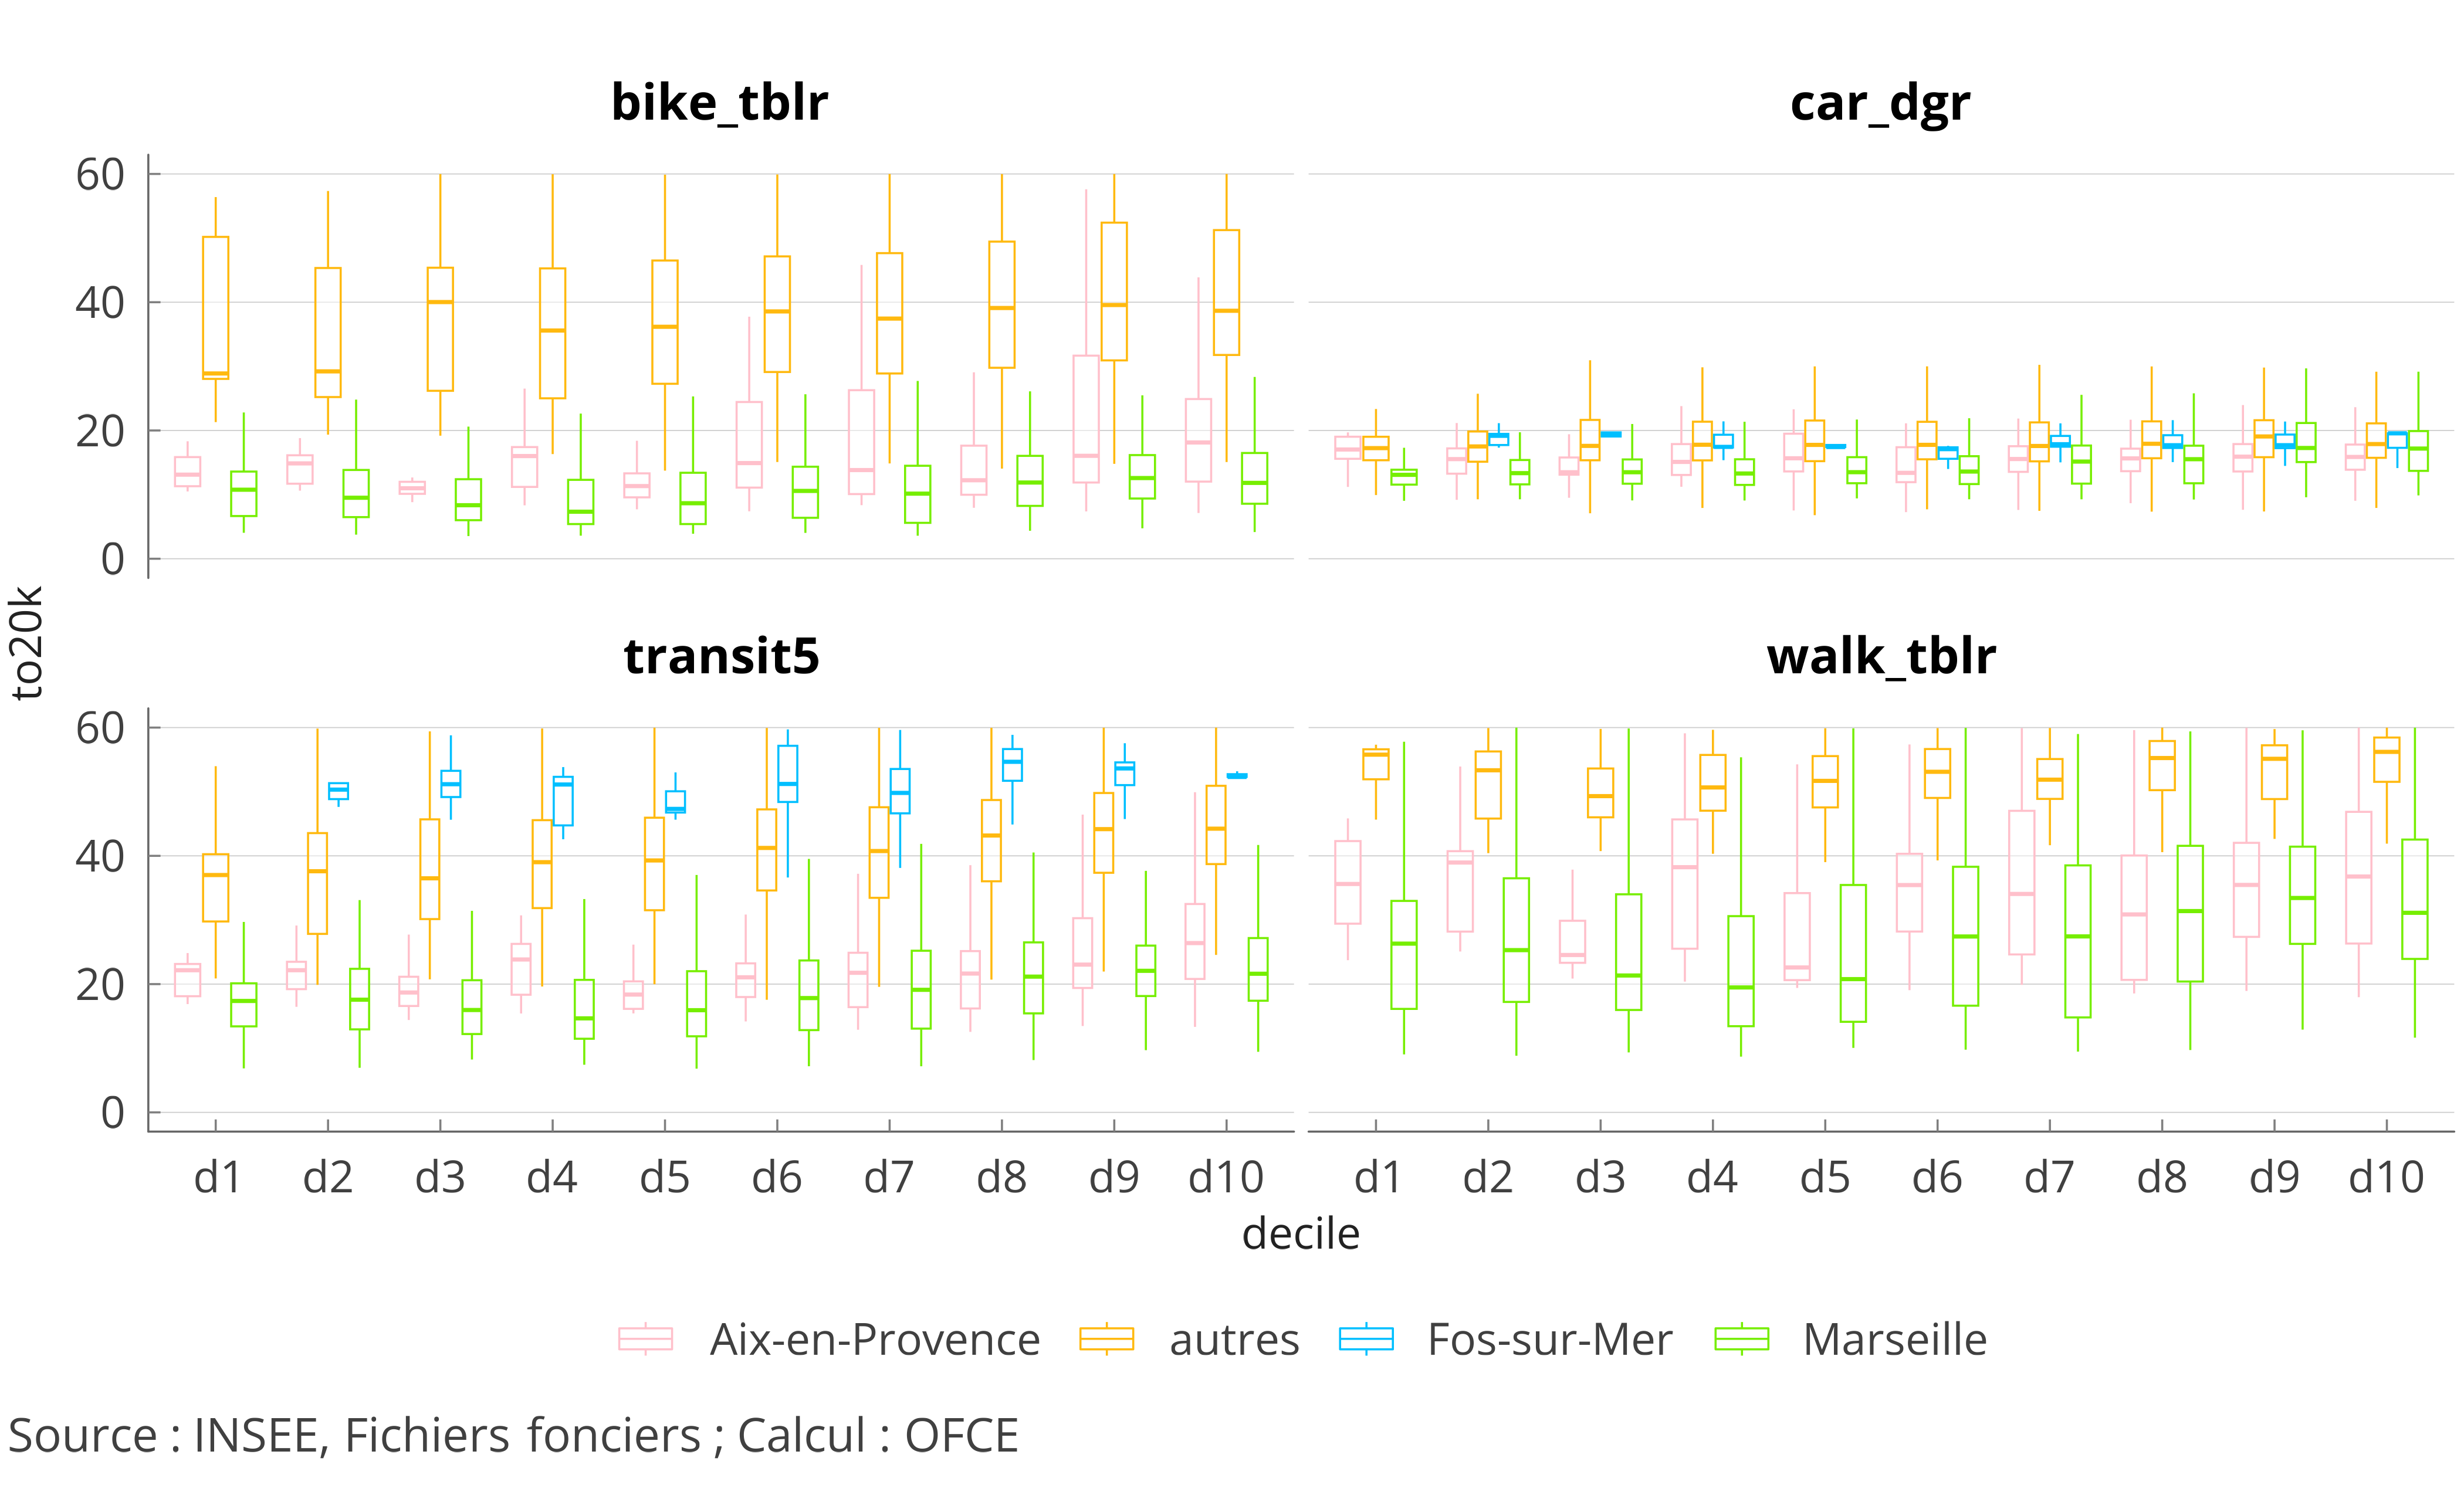 bike_tblr
car_dgr
60
40
20
0
transit5
walk_tblr
to20k
60
40
20
0
d1 d2 d3 d4 d5 d6 d7 d8 d9 d10
d1 d2 d3 d4 d5 d6 d7 d8 d9 d10
decile
Aix-en-Provence autres Fos-sur-Mer Marseille
Source : INSEE, Fichiers fonciers ; Calcul : OFCE